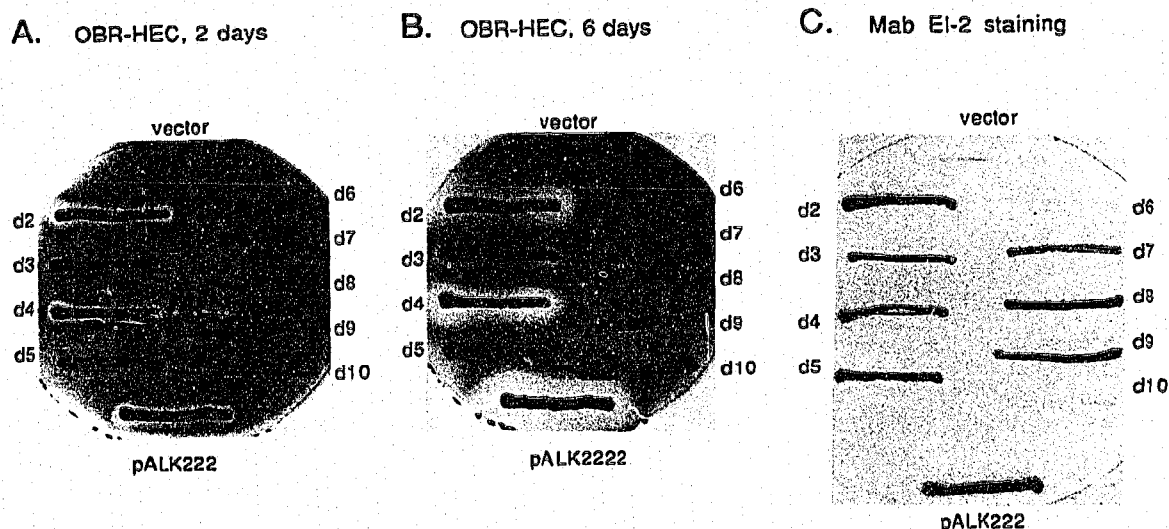 A. OBR-HEC, 2 days
vector
d2
d3
d4
d5
d6
d7
d8
d9
d10
pALK222
B. OBR-HEC, 6 days
vector
d2
d3
d4
d5
d6
d7
d8
d9
d10
pALK2222
C. Mab EI-2 staining
vector
d2
d3
d4
d5
d6
d7
d8
d9
d10
pALK222